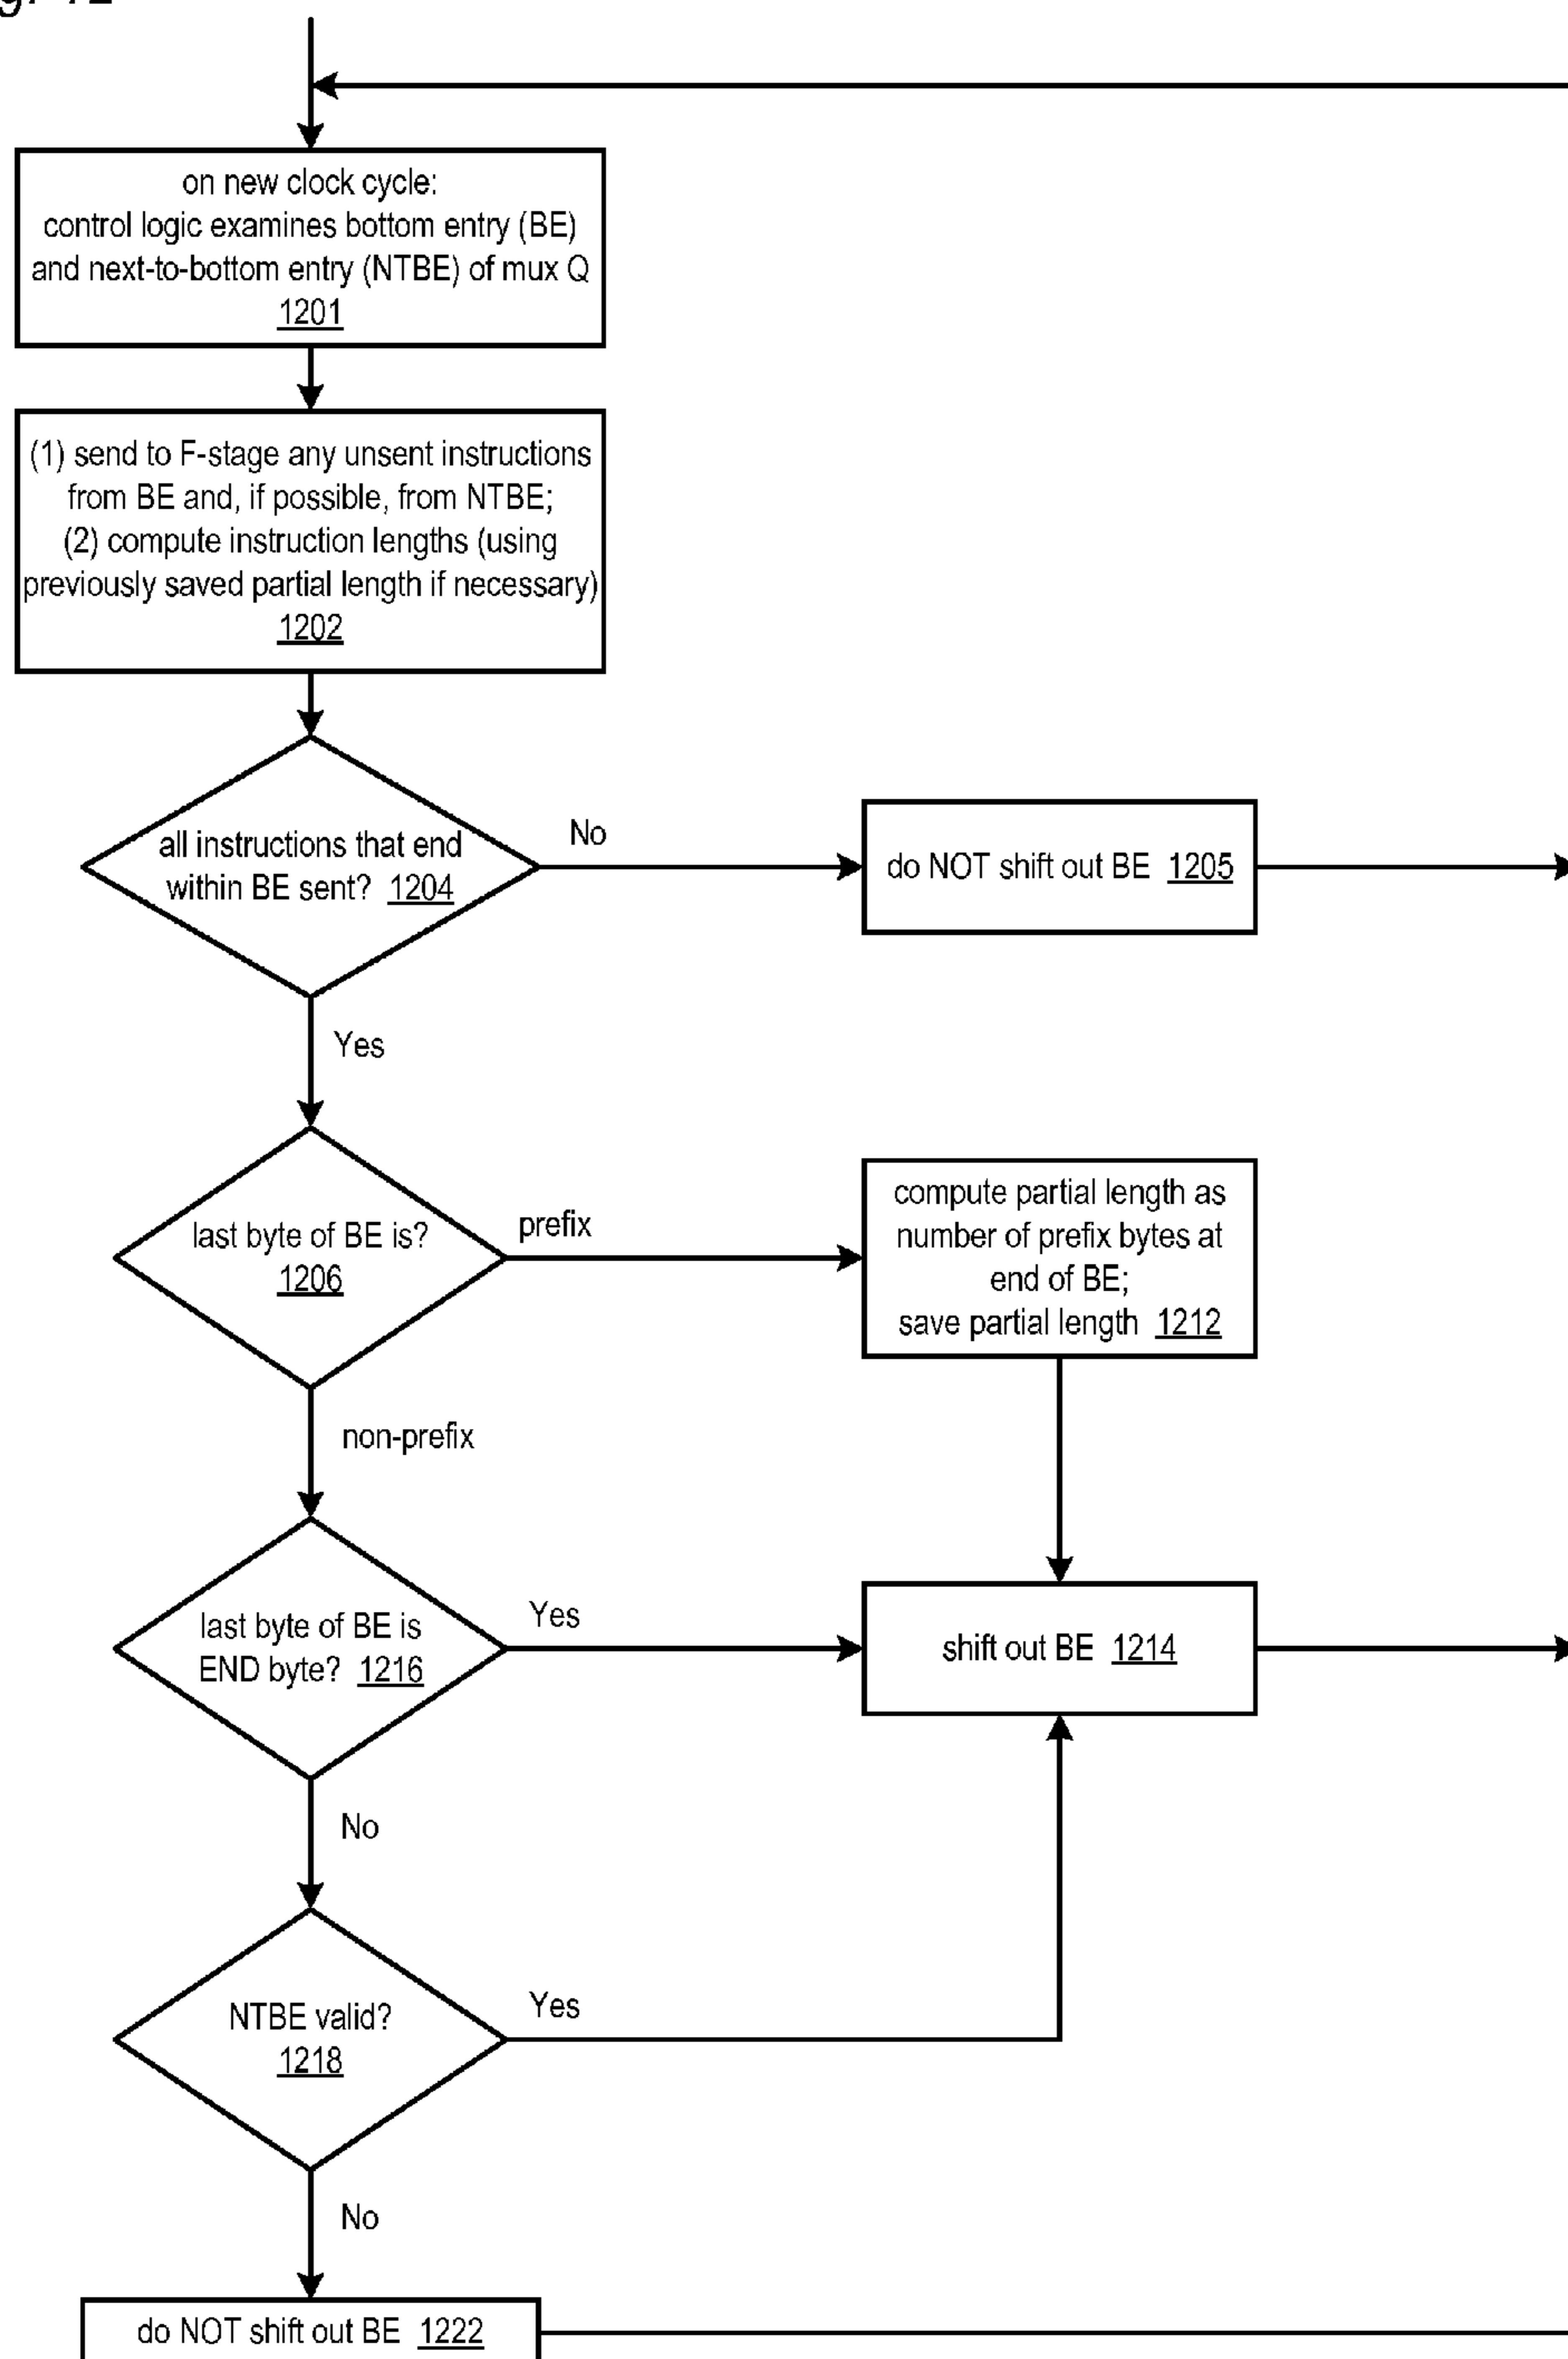 on new clock cycle:
control logic examines bottom entry (BE)
and next-to-bottom entry (NTBE) of mux Q
1201
(1) send to F-stage any unsent instructions
from BE and, if possible, from NTBE;
(2) compute instruction lengths (using
previously saved partial length if necessary)
1202
all instructions that end
within BE sent? 1204
No
do NOT shift out BE 1205
Yes
last byte of BE is?
1206
prefix
compute partial length as
number of prefix bytes at
end of BE;
save partial length 1212
non-prefix
last byte of BE is
END byte? 1216
Yes
shift out BE 1214
No
NTBE valid?
1218
Yes
No
do NOT shift out BE 1222